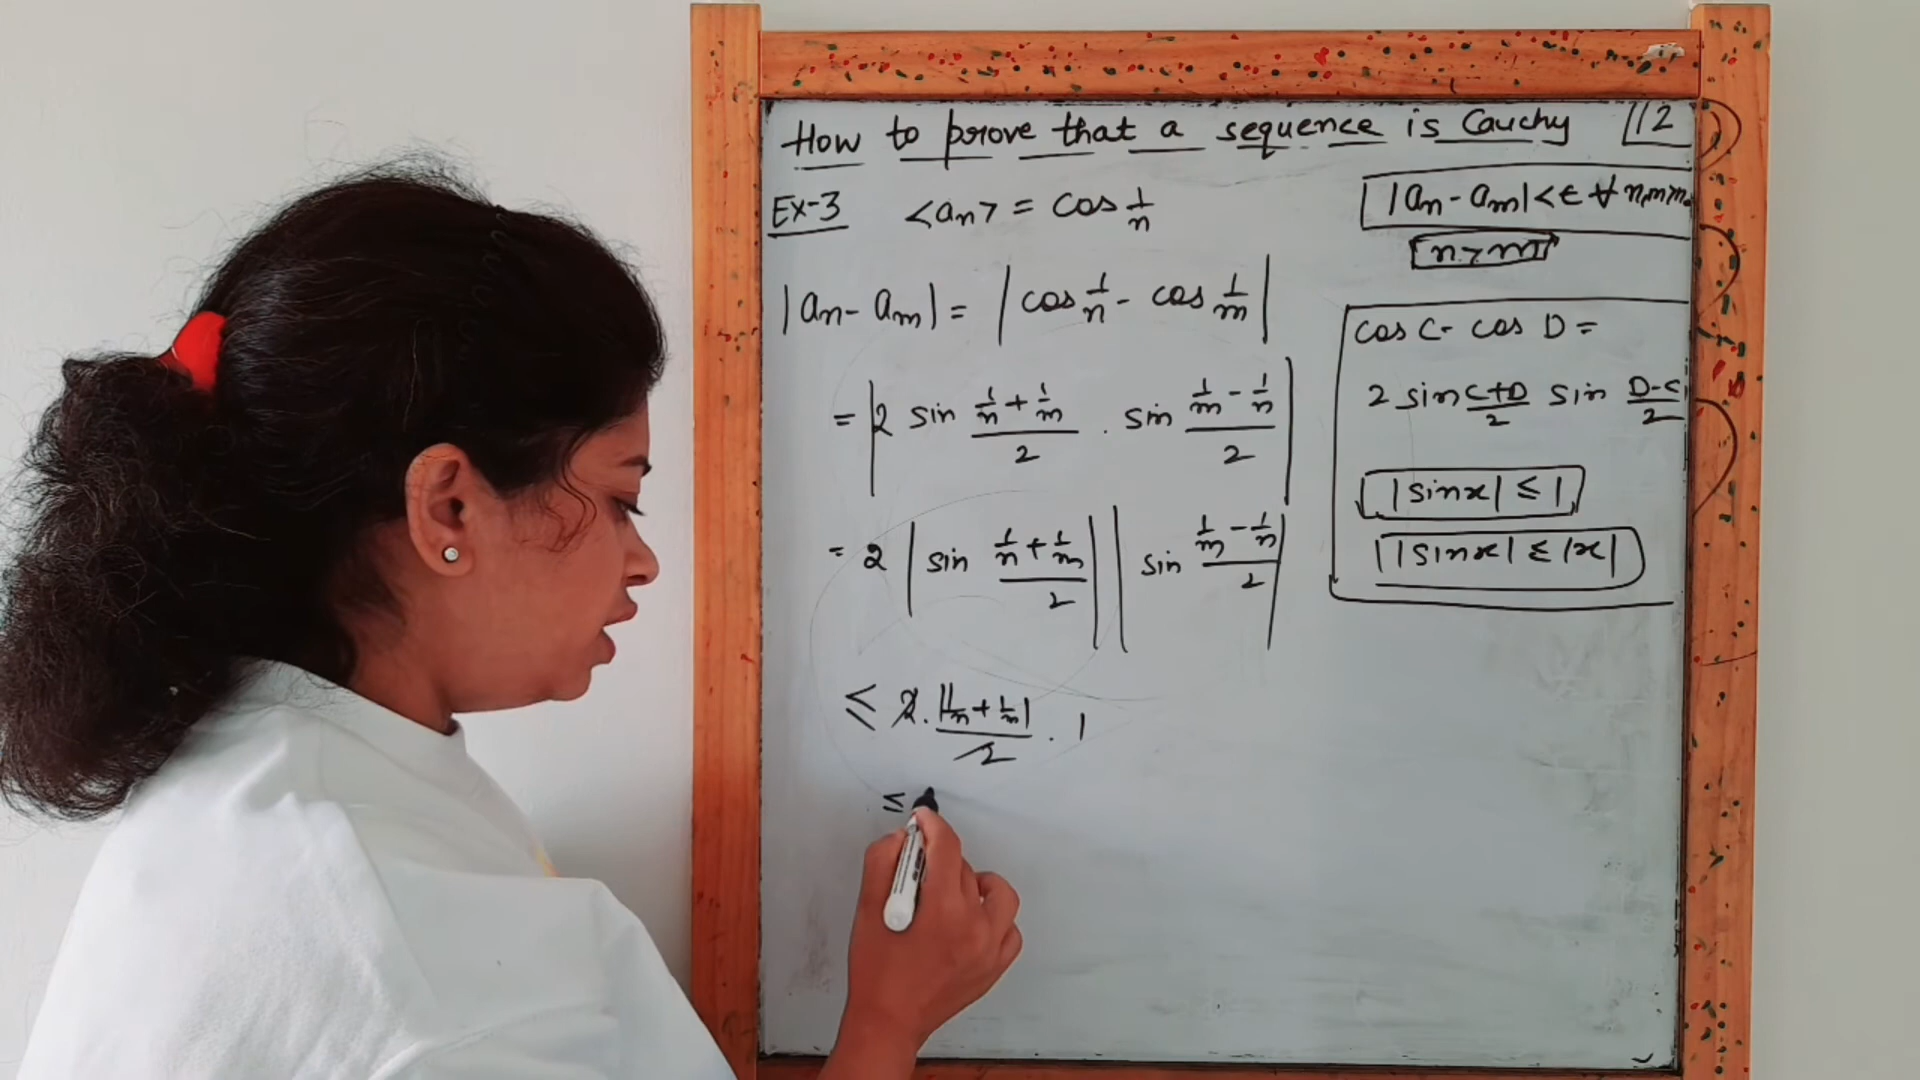 How to prove that a sequence is Cauchy 12
Ex-3 <an> = cos 1/n
|an - am| < ε ∀ n,m≥n₀
n > m
|an - am| = |cos 1/n - cos 1/m|
= |2 sin (1/n + 1/m)/2 . sin (1/m - 1/n)/2|
= 2 |sin (1/n + 1/m)/2| |sin (1/m - 1/n)/2|
≤ 2. |1/n + 1/m|/2 . 1
≤
cos C - cos D =
2 sin (C+D)/2 sin (D-C)/2
|sin x| ≤ 1
|sin x| ≤ |x|